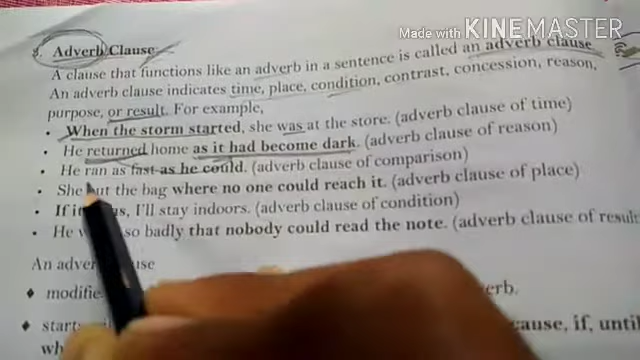 Made with KINEMASTER
3. Adverb Clause
A clause that functions like an adverb in a sentence is called an adverb clause
An adverb clause indicates time, place, condition, contrast, concession, reason,
purpose, or result. For example,
• When the storm started, she was at the store. (adverb clause of time)
• He returned home as it had become dark. (adverb clause of reason)
• He ran as fast as he could. (adverb clause of comparison)
• She the bag where no one could reach it. (adverb clause of place)
• If I'll stay indoors. (adverb clause of condition)
• He so badly that nobody could read the note. (adverb clause of result
An
modifie
start if, until